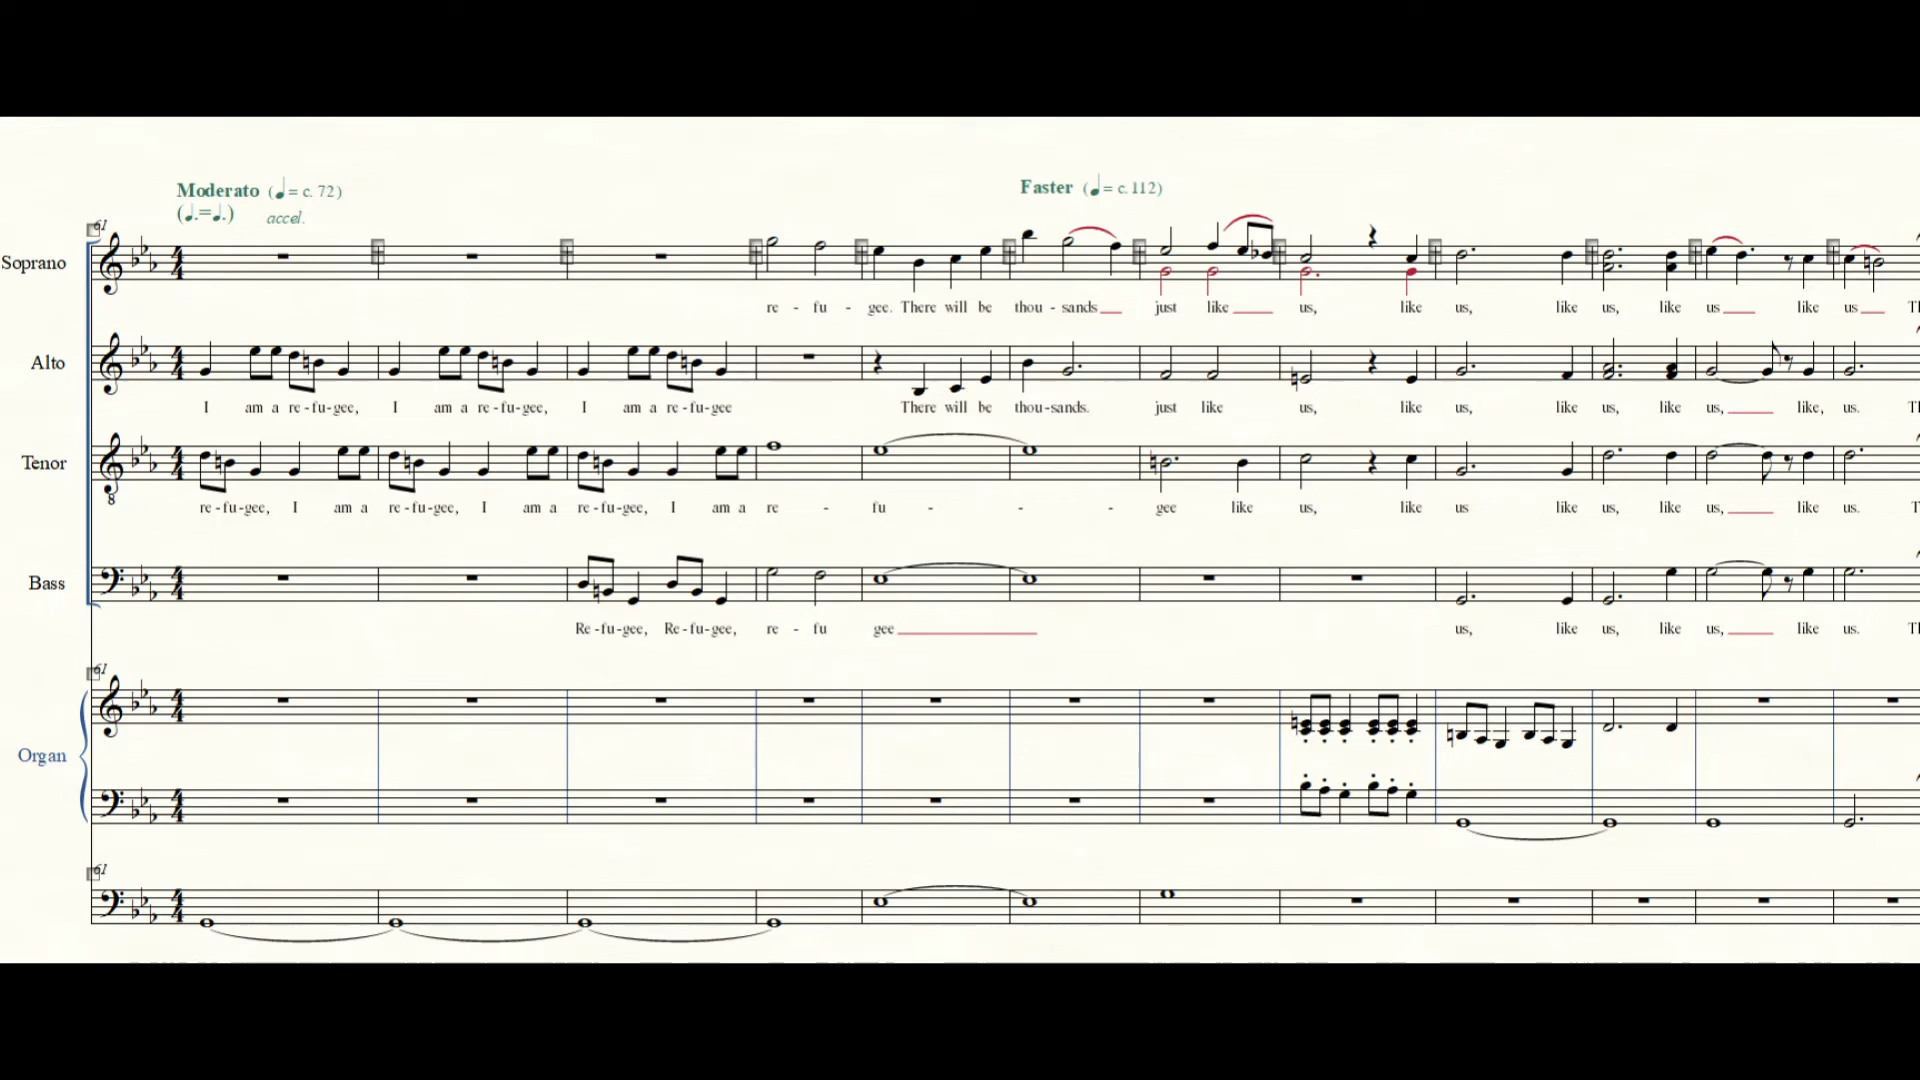 Moderato (♩= c. 72)
(♩.=♩.) accel.
Faster (♩= c. 112)
61
Soprano
re - fu - gee. There will be thou - sands just like us, like us, like us, like us like us
Alto
I am a re - fu - gee, I am a re - fu - gee, I am a re - fu - gee There will be thou - sands. just like us, like us, like us, like us, like, us.
Tenor
8
re - fu - gee, I am a re - fu - gee, I am a re - fu - gee, I am a re - fu - - - gee like us, like us like us, like us, like us.
Bass
Re - fu - gee, Re - fu - gee, re - fu gee us, like us, like us, like us.
61
Organ
61